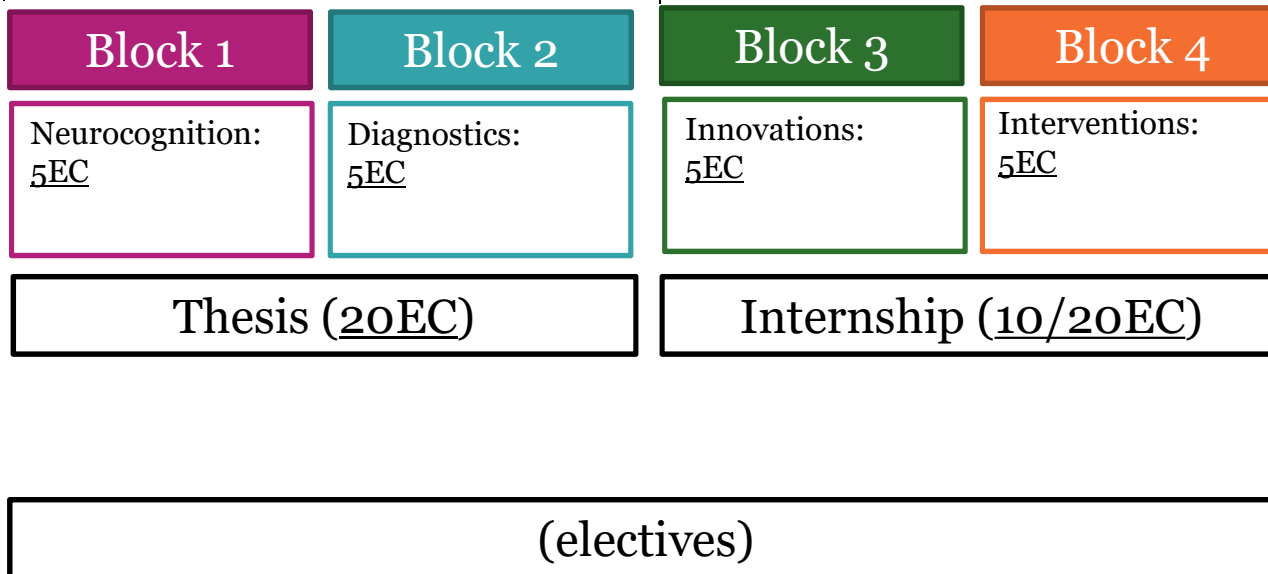 Block 1
Block 2
Block 3
Block 4
Neurocognition:
5EC
Diagnostics:
5EC
Innovations:
5EC
Interventions:
5EC
Thesis (20EC)
Internship (10/20EC)
(electives)